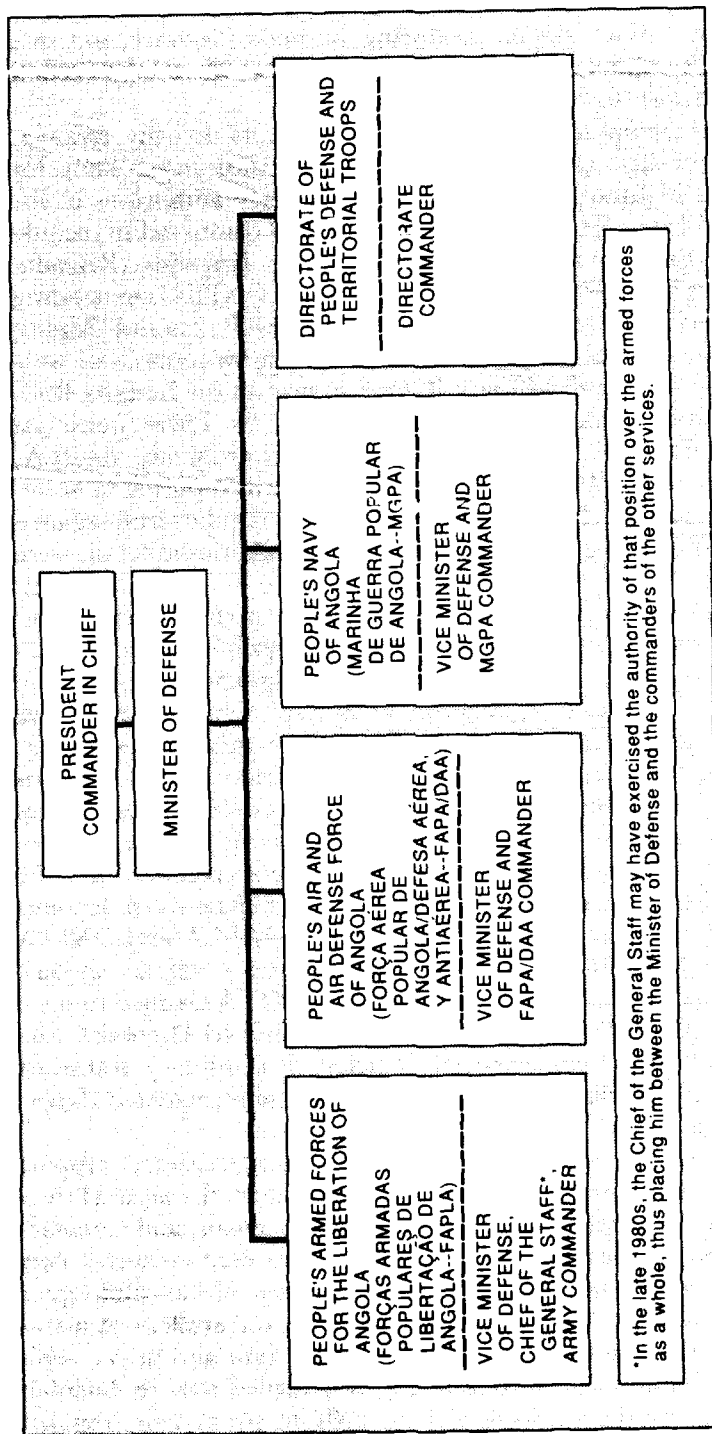 PRESIDENT
COMMANDER IN CHIEF
MINISTER OF DEFENSE
PEOPLE'S ARMED FORCES
FOR THE LIBERATION OF
ANGOLA
(FORÇAS ARMADAS
POPULARES DE
LIBERTAÇÃO DE
ANGOLA--FAPLA)
VICE MINISTER
OF DEFENSE,
CHIEF OF THE
GENERAL STAFF*,
ARMY COMMANDER
PEOPLE'S AIR AND
AIR DEFENSE FORCE
OF ANGOLA
(FORÇA AÉREA
POPULAR DE
ANGOLA/DEFESA AÉREA,
Y ANTIAÉREA--FAPA/DAA)
VICE MINISTER
OF DEFENSE AND
FAPA/DAA COMMANDER
PEOPLE'S NAVY
OF ANGOLA
(MARINHA
DE GUERRA POPULAR
DE ANGOLA--MGPA)
VICE MINISTER
OF DEFENSE AND
MGPA COMMANDER
DIRECTORATE OF
PEOPLE'S DEFENSE AND
TERRITORIAL TROOPS
DIRECTORATE
COMMANDER
*In the late 1980s, the Chief of the General Staff may have exercised the authority of that position over the armed forces
as a whole, thus placing him between the Minister of Defense and the commanders of the other services.